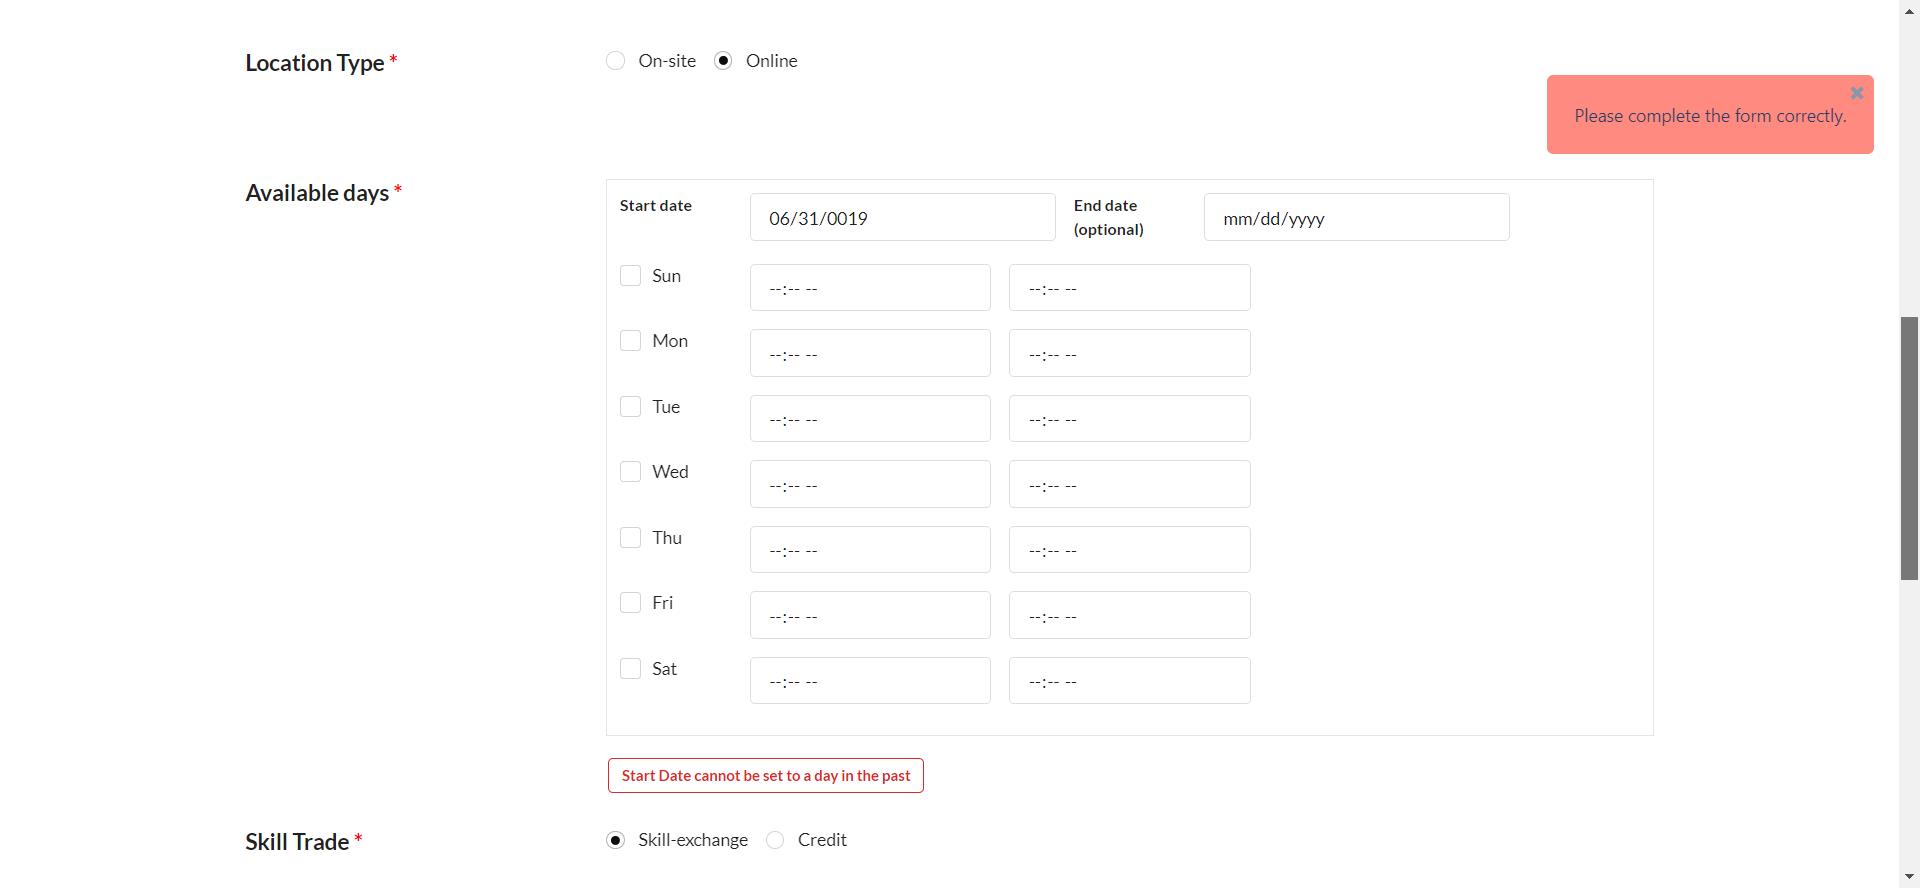 Location Type *
On-site Online
Please complete the form correctly.
Available days *
Start date 06/31/0019 End date mm/dd/yyyy
(optional)
Sun --:-- -- --:-- --
Mon --:-- -- --:-- --
Tue --:-- -- --:-- --
Wed --:-- -- --:-- --
Thu --:-- -- --:-- --
Fri --:-- -- --:-- --
Sat --:-- -- --:-- --
Start Date cannot be set to a day in the past
Skill Trade *
Skill-exchange Credit